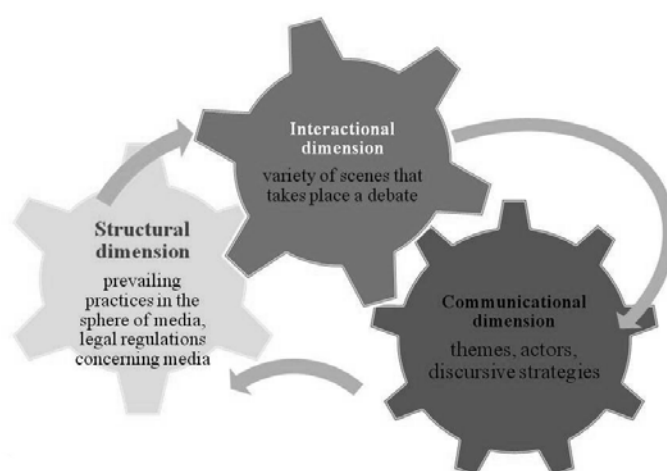 Interactional
dimension
variety of scenes that
takes place a debate
Structural
dimension
prevailing
practices in the
sphere of media,
legal regulations
concerning media
Communicational
dimension
themes, actors,
discursive strategies